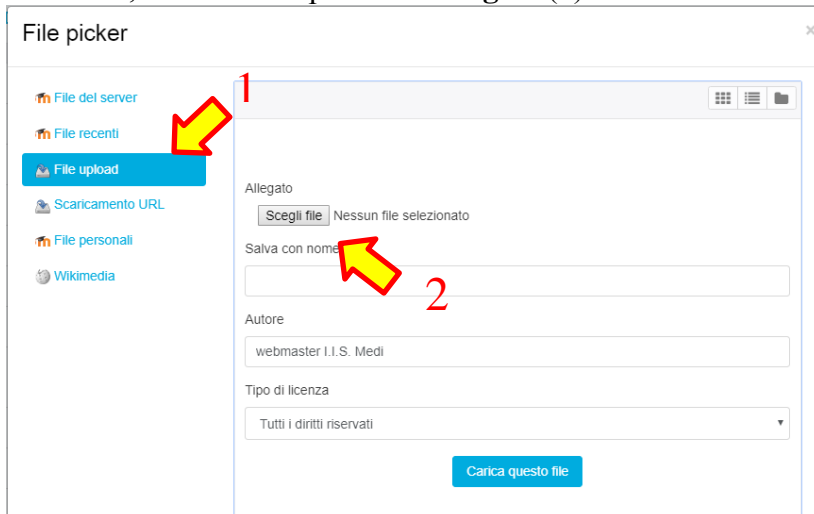 File picker
×
File del server
File recenti
File upload
Scaricamento URL
File personali
Wikimedia
1
Allegato
Scegli file Nessun file selezionato
Salva con nome
2
Autore
webmaster I.I.S. Medi
Tipo di licenza
Tutti i diritti riservati
Carica questo file